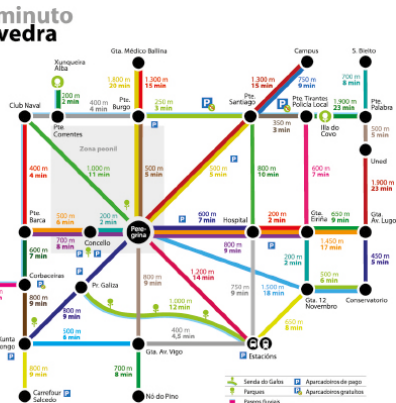 minuto
vedra
Gta. Médico Ballina
Campus
S. Bieito
Xunqueira
Alba
1,800 m
20 min
1,300 m
15 min
1,300 m
15 min
750 m
9 min
700 m
8 min
200 m
2 min
Club Naval
400 m
4 min
Pte.
Burgo
250 m
3 min
Pte.
Santiago
Pte. Tirantes
Policía Local
1,900 m
23 min
Pte.
Palabra
Pte.
Correntes
350 m
3 min
Illa do
Covo
500 m
5 min
Zona peonil
Uned
400 m
4 min
1,000 m
11 min
500 m
5 min
500 m
5 min
800 m
10 min
600 m
7 min
1,900 m
23 min
Pte.
Barca
500 m
6 min
200 m
2 min
Pere-
grina
600 m
7 min
Hospital
200 m
2 min
Gta.
Eiriña
650 m
9 min
Gta.
Av. Lugo
700 m
8 min
Concello
800 m
9 min
1,450 m
17 min
600 m
7 min
200 m
3 min
450 m
5 min
Corbeceiras
800 m
9 min
1,200 m
14 min
750 m
9 min
1,500 m
18 min
500 m
6 min
Pr. Galiza
800 m
9 min
800 m
9 min
1,000 m
12 min
Gta. 12
Novembro
Conservatorio
650 m
8 min
500 m
6 min
400 m
4,5 min
Gta. Av. Vigo
Estacións
800 m
9 min
700 m
8 min
Carrefour
Salcedo
Nó do Pino
Senda do Gafos
Aparcadoiros de pago
Parques
Aparcadoiros gratuítos